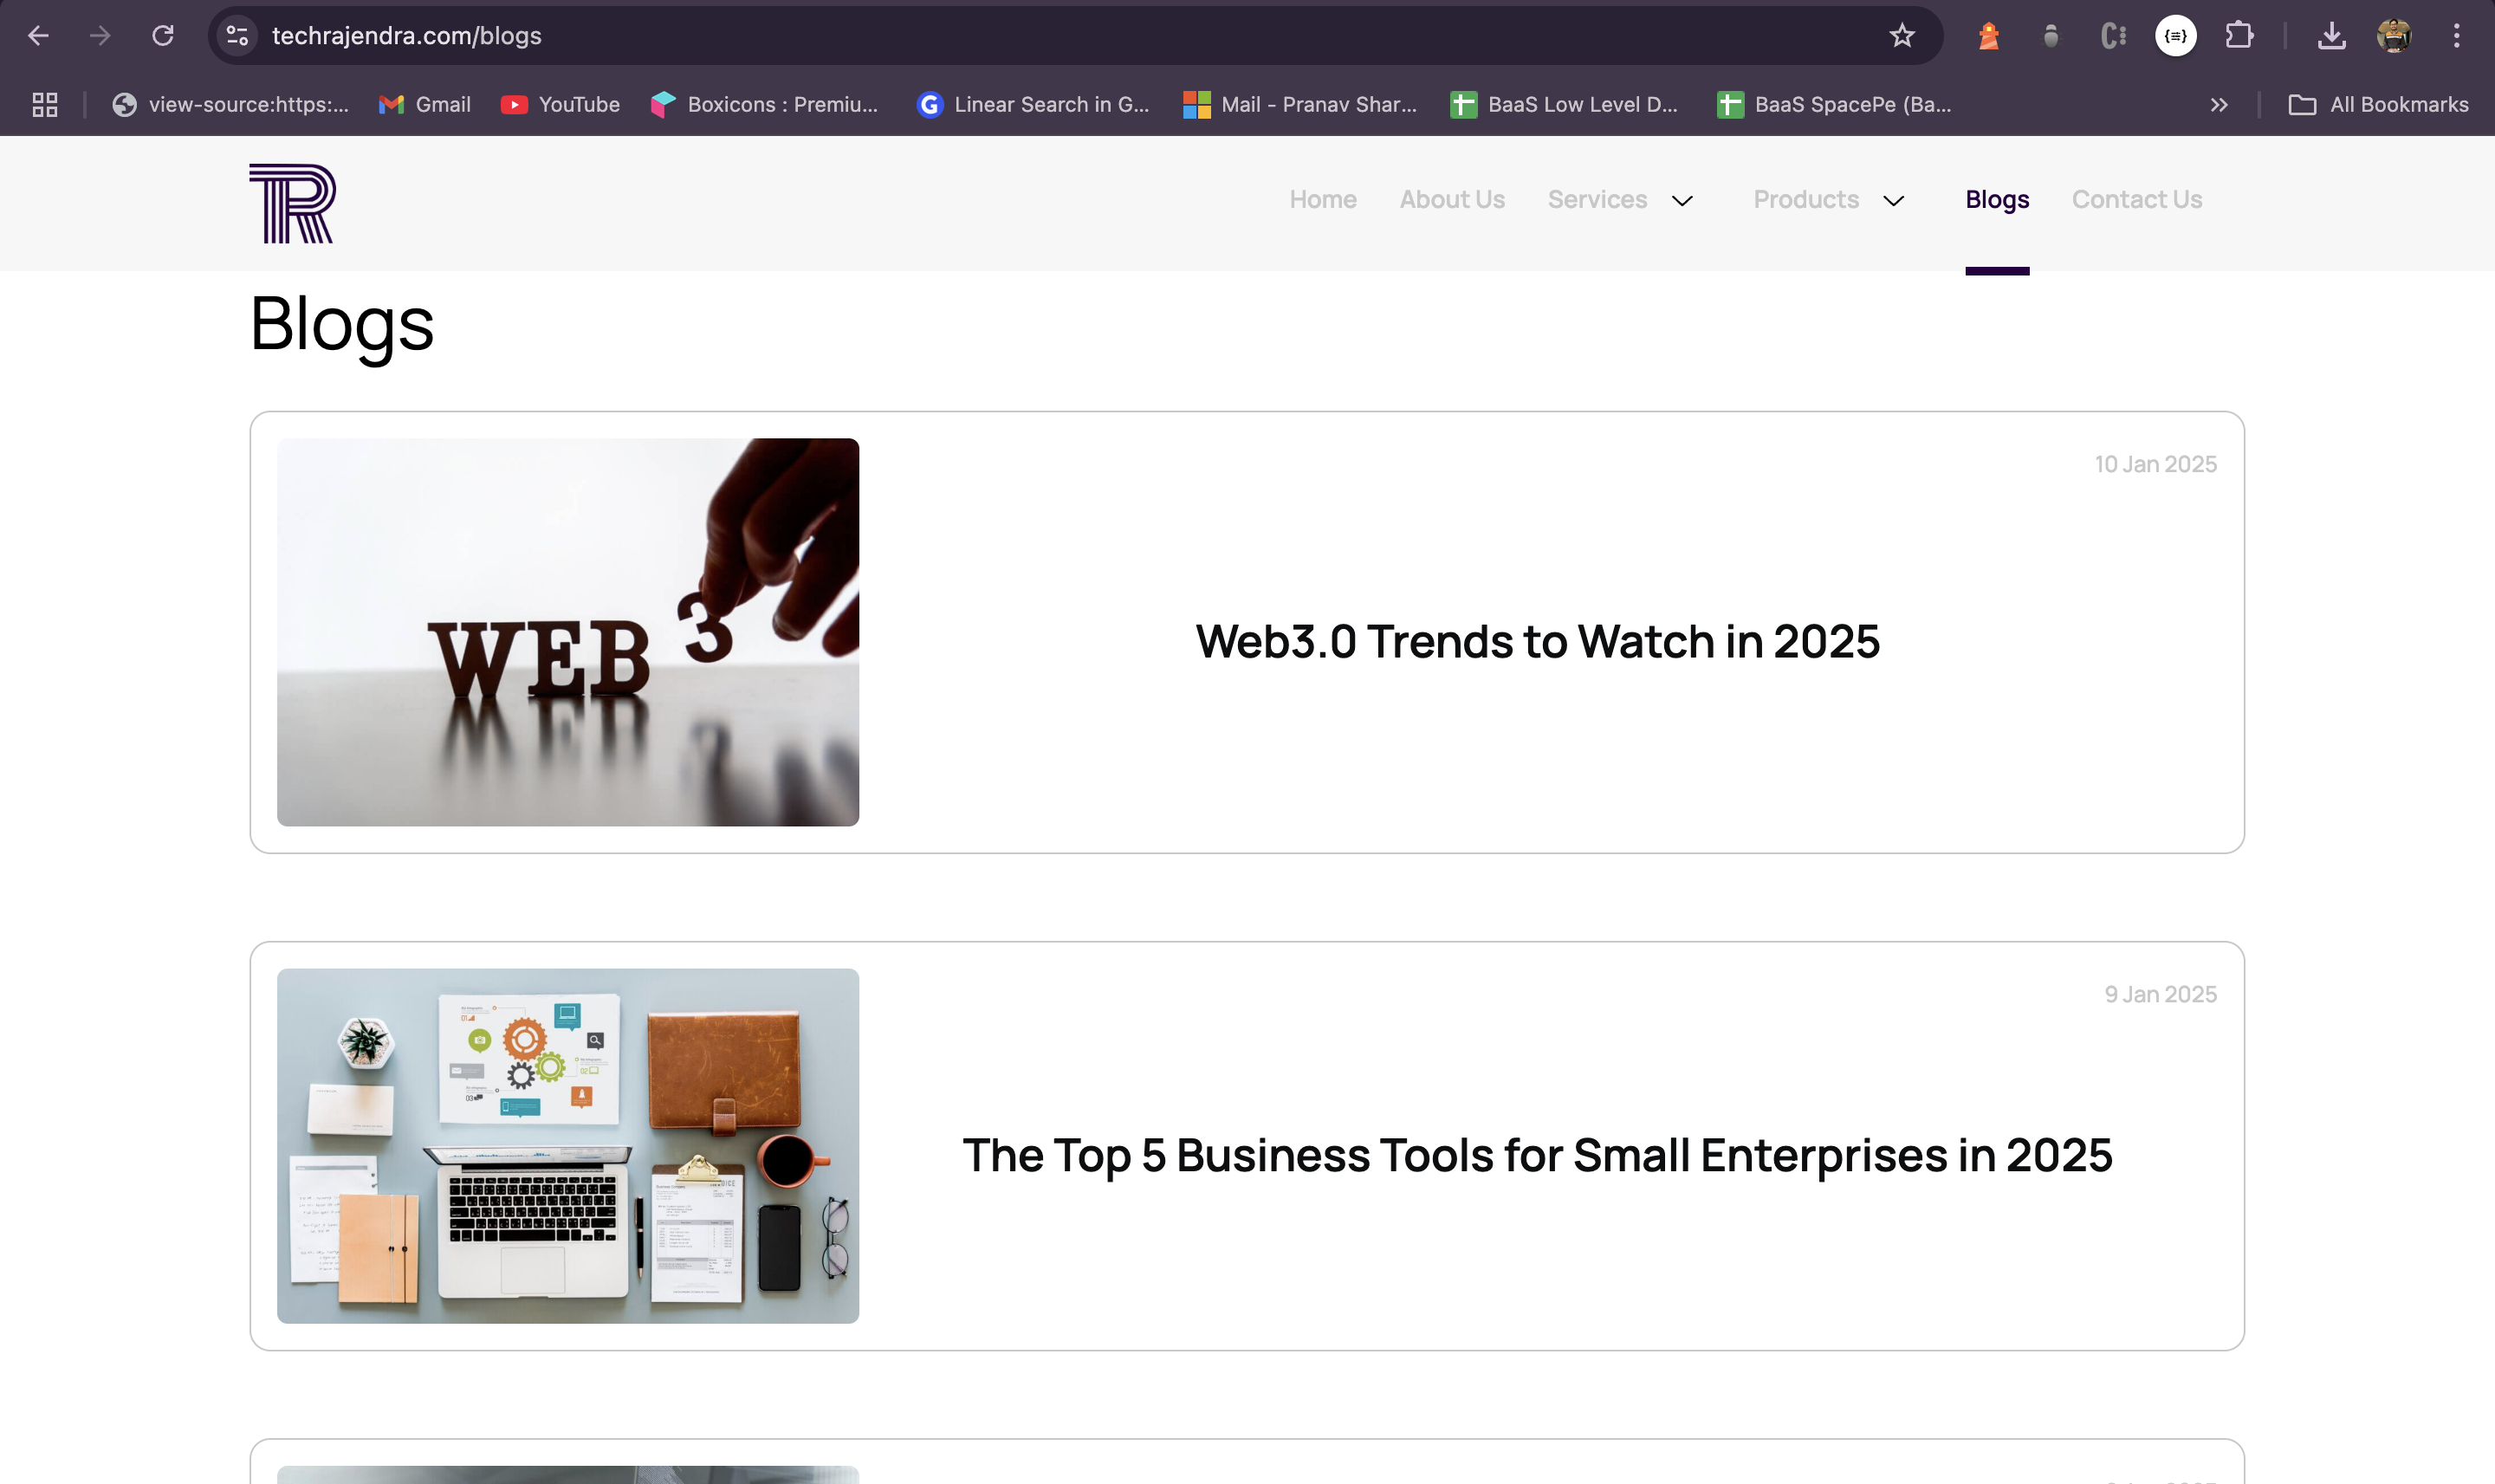 techrajendra.com/blogs
view-source:https:...
Gmail
YouTube
Boxicons : Premiu...
Linear Search in G...
Mail - Pranav Shar...
BaaS Low Level D...
BaaS SpacePe (Ba...
All Bookmarks
Home
About Us
Services
Products
Blogs
Contact Us
Blogs
10 Jan 2025
WEB 3
Web3.0 Trends to Watch in 2025
9 Jan 2025
01
02
03
The Top 5 Business Tools for Small Enterprises in 2025